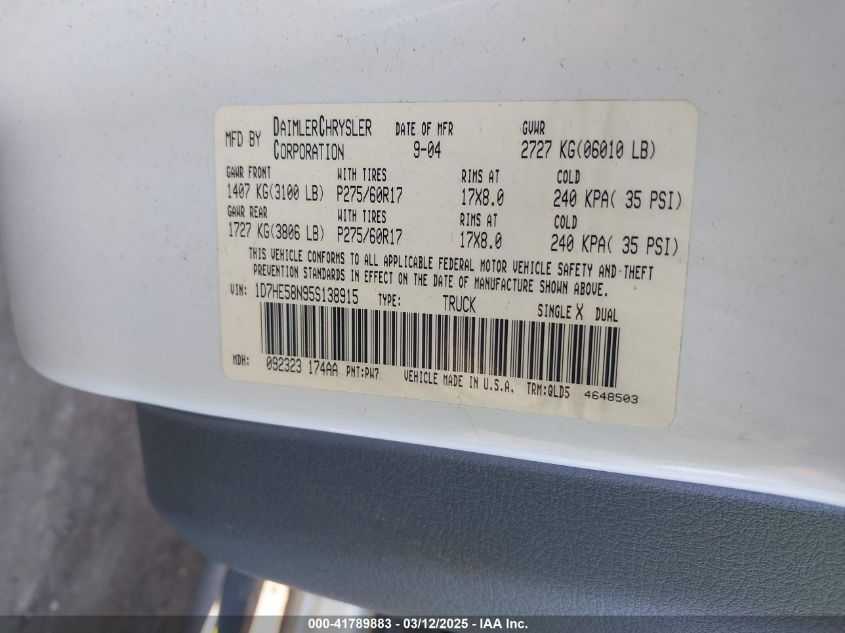 MFD BY DAIMLERCHRYSLER CORPORATION DATE OF MFR 9-04 GVWR 2727 KG(06010 LB)
GAWR FRONT WITH TIRES RIMS AT COLD
1407 KG(3100 LB) P275/60R17 17X8.0 240 KPA( 35 PSI)
GAWR REAR WITH TIRES RIMS AT COLD
1727 KG(3806 LB) P275/60R17 17X8.0 240 KPA( 35 PSI)
THIS VEHICLE CONFORMS TO ALL APPLICABLE FEDERAL MOTOR VEHICLE SAFETY AND THEFT
PREVENTION STANDARDS IN EFFECT ON THE DATE OF MANUFACTURE SHOWN ABOVE.
VIN: 1D7HE58N95S138915 TYPE: TRUCK SINGLE X DUAL
MDH: 092323 174AA PNT:PW7 VEHICLE MADE IN U.S.A. TRM:QLD5 4648503
000-41789883 — 03/12/2025 — IAA Inc.